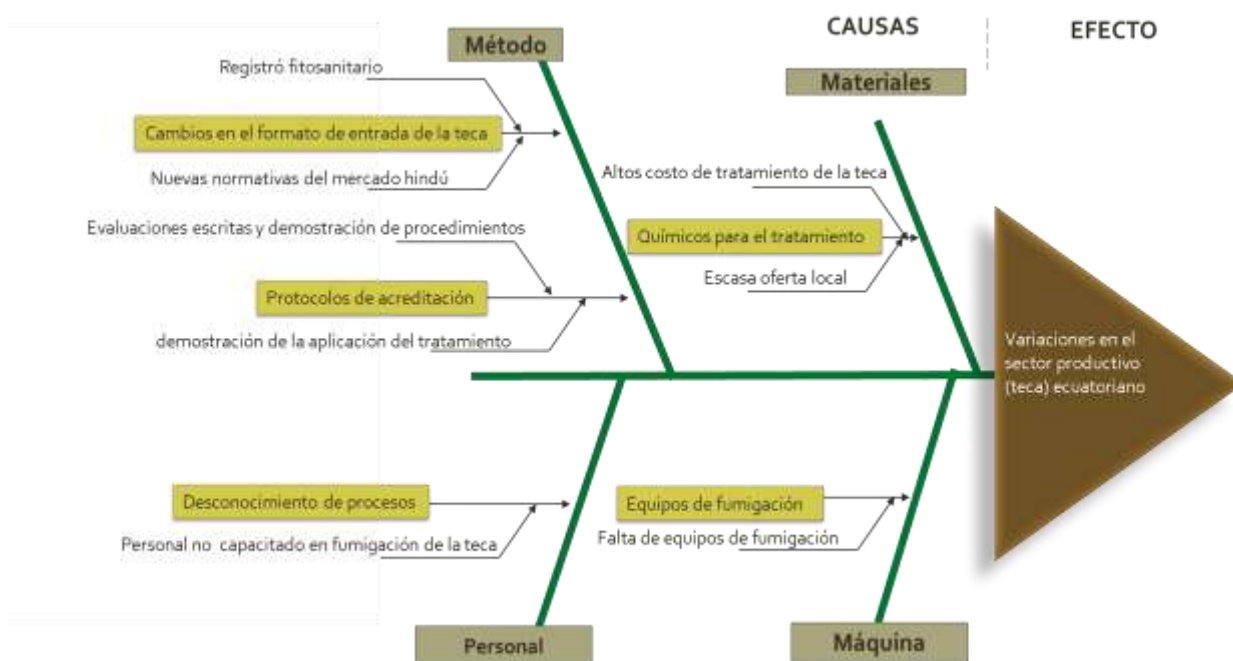 CAUSAS
EFECTO
Método
Materiales
Registró fitosanitario
Cambios en el formato de entrada de la teca
Nuevas normativas del mercado hindú
Altos costo de tratamiento de la teca
Evaluaciones escritas y demostración de procedimientos
Químicos para el tratamiento
Escasa oferta local
Protocolos de acreditación
demostración de la aplicación del tratamiento
Variaciones en el
sector productivo
(teca) ecuatoriano
Desconocimiento de procesos
Equipos de fumigación
Personal no capacitado en fumigación de la teca
Falta de equipos de fumigación
Personal
Máquina